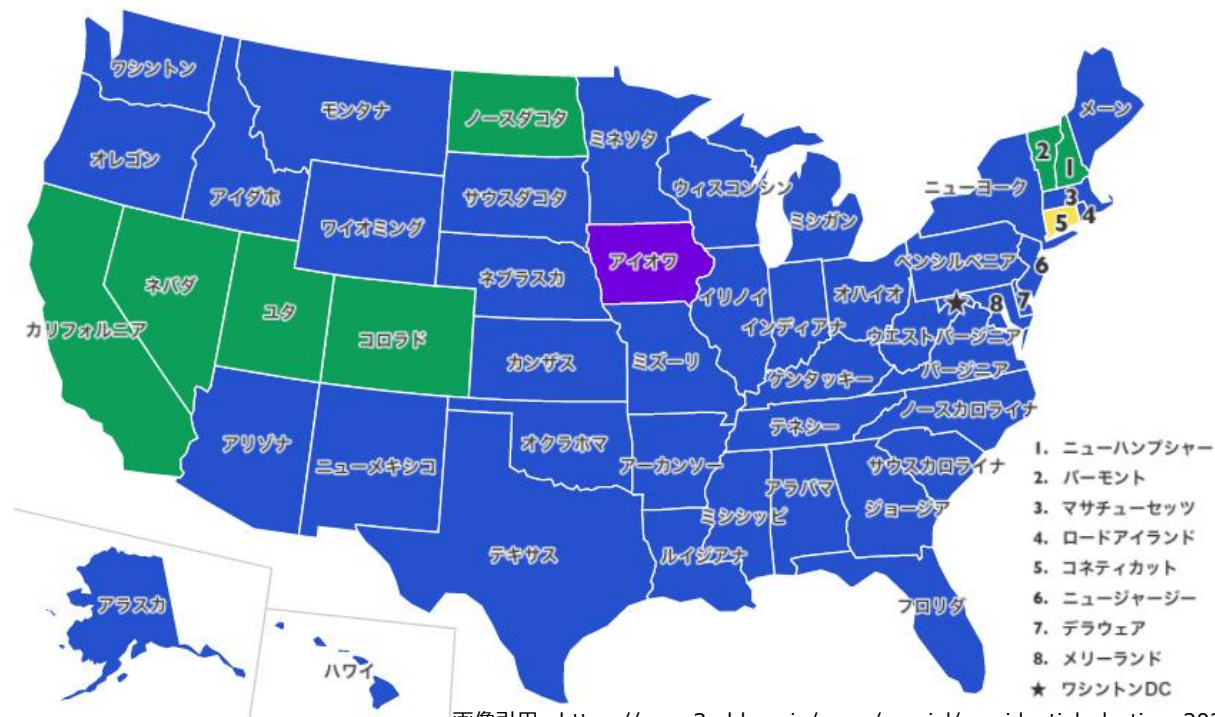 ワシントン
モンタナ
ノースダコタ
ミネソタ
メーン
オレゴン
アイダホ
サウスダコタ
ウィスコンシン
ミシガン
ニューヨーク
2
1
3
4
5
ワイオミング
ネブラスカ
アイオワ
ペンシルベニア
6
ネバダ
ユタ
イリノイ
オハイオ
★
8
7
カリフォルニア
コロラド
インディアナ
ウエストバージニア
カンザス
ミズーリ
ケンタッキー
バージニア
アリゾナ
ニューメキシコ
オクラホマ
アーカンソー
テネシー
ノースカロライナ
サウスカロライナ
アラバマ
ミシシッピ
ジョージア
テキサス
ルイジアナ
フロリダ
アラスカ
ハワイ
1. ニューハンプシャー
2. バーモント
3. マサチューセッツ
4. ロードアイランド
5. コネティカット
6. ニュージャージー
7. デラウェア
8. メリーランド
★ ワシントンDC